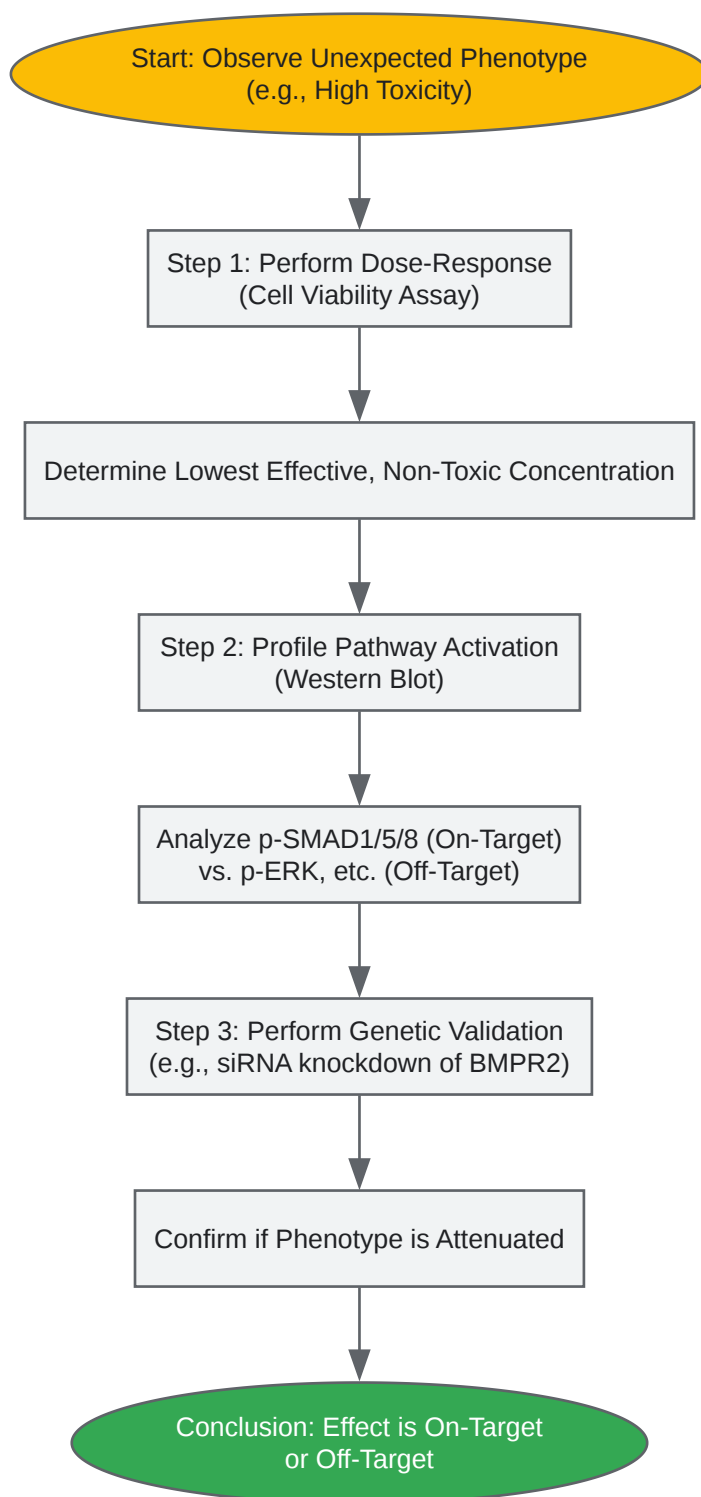 Start: Observe Unexpected Phenotype
(e.g., High Toxicity)
Step 1: Perform Dose-Response
(Cell Viability Assay)
Determine Lowest Effective, Non-Toxic Concentration
Step 2: Profile Pathway Activation
(Western Blot)
Analyze p-SMAD1/5/8 (On-Target)
vs. p-ERK, etc. (Off-Target)
Step 3: Perform Genetic Validation
(e.g., siRNA knockdown of BMPR2)
Confirm if Phenotype is Attenuated
Conclusion: Effect is On-Target
or Off-Target